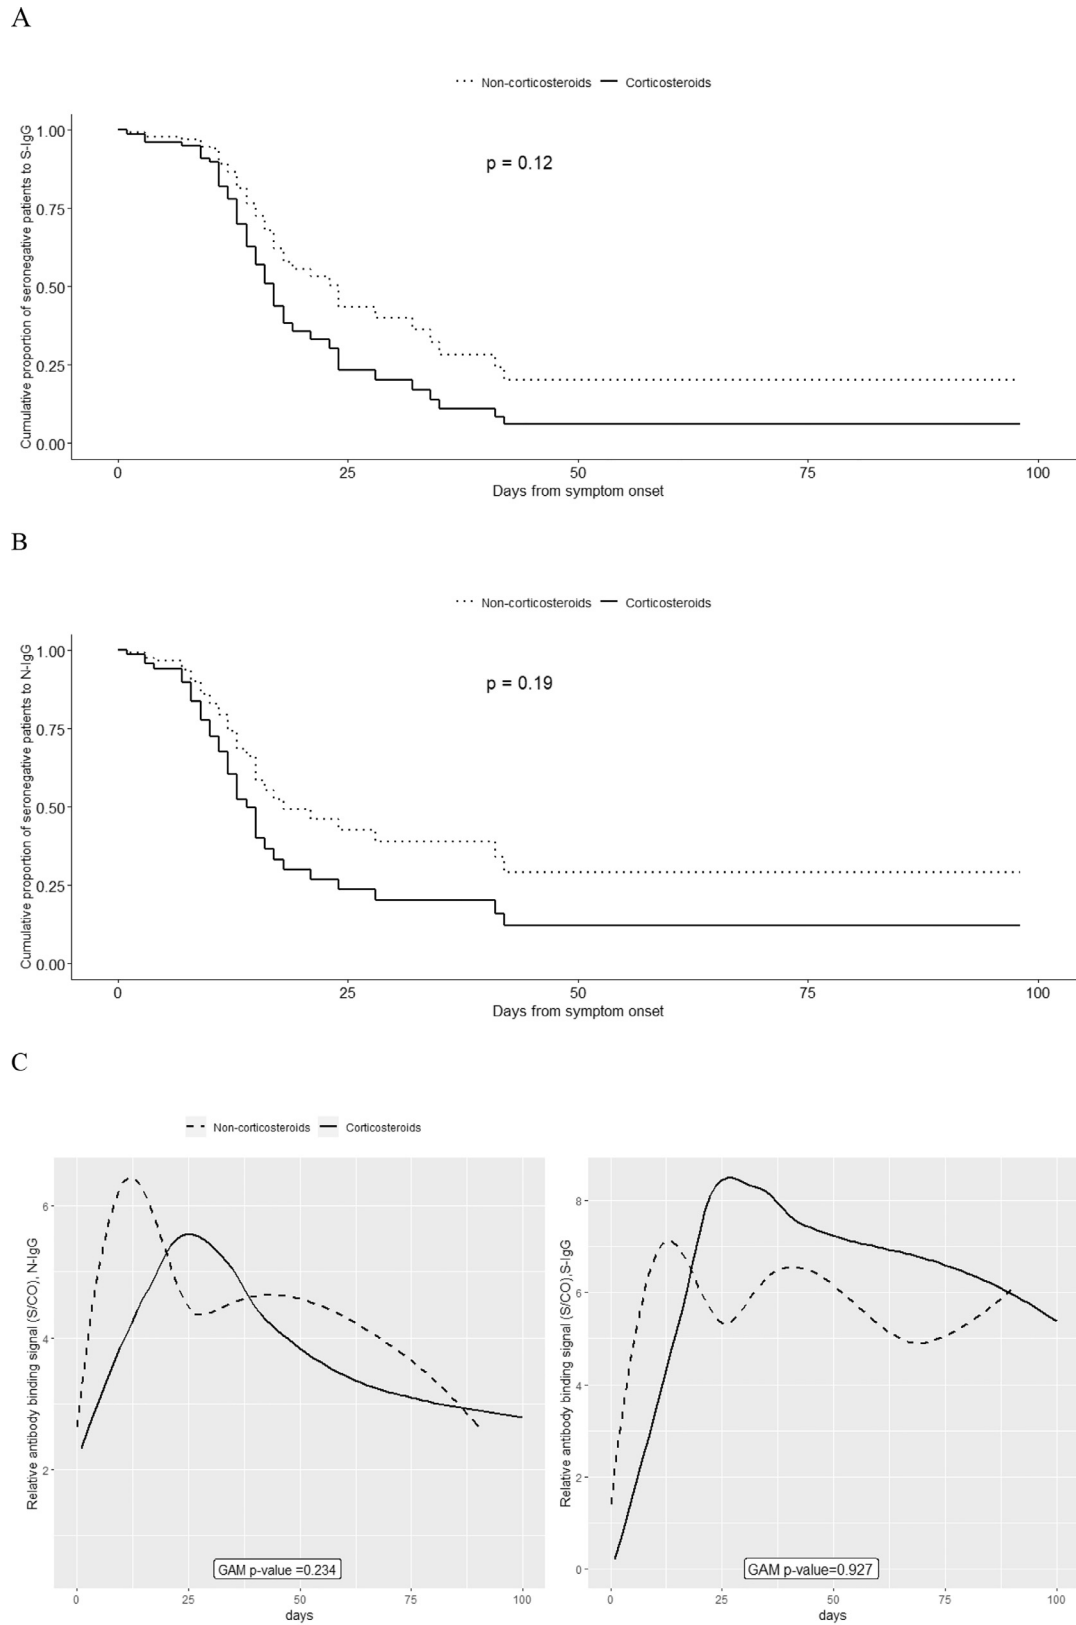 A
Non-corticosteroids Corticosteroids
Cumulative proportion of seronegative patients to S-IgG
1.00
0.75
0.50
0.25
0.00
p = 0.12
0 25 50 75 100
Days from symptom onset
B
Non-corticosteroids Corticosteroids
Cumulative proportion of seronegative patients to N-IgG
1.00
0.75
0.50
0.25
0.00
p = 0.19
0 25 50 75 100
Days from symptom onset
C
Non-corticosteroids Corticosteroids
Relative antibody binding signal (S/CO), N-IgG
6
4
2
GAM p-value =0.234
0 25 50 75 100
days
Relative antibody binding signal (S/CO),S-IgG
8
6
4
2
0
GAM p-value=0.927
0 25 50 75 100
days